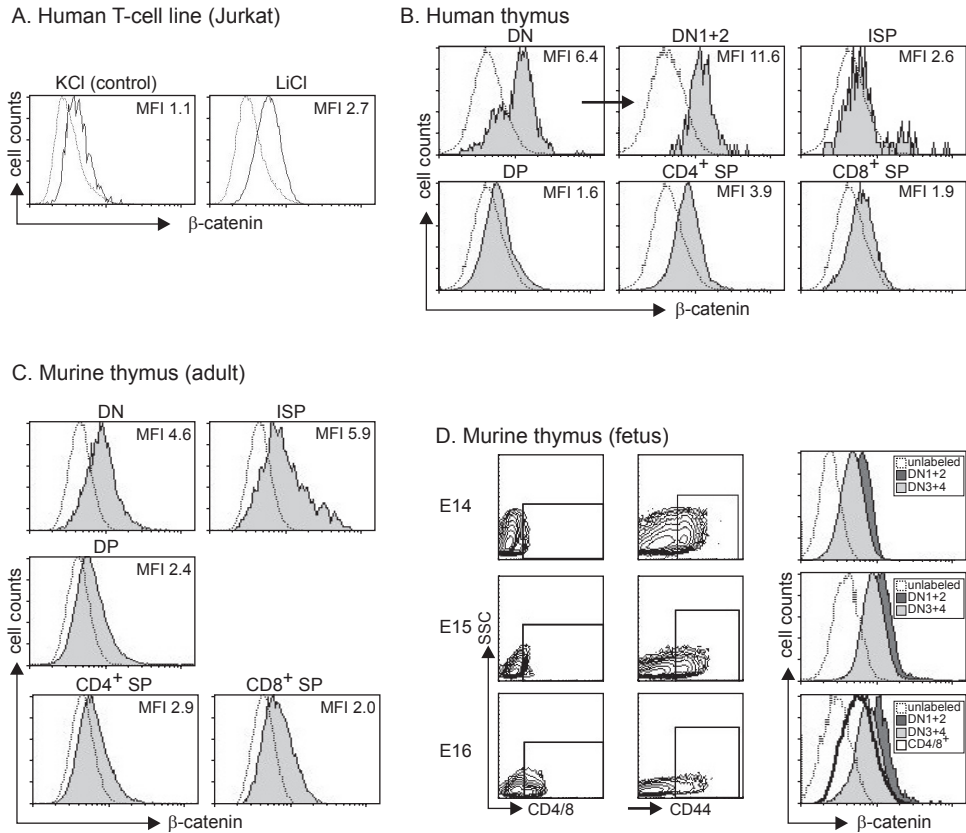 A. Human T-cell line (Jurkat)
KCl (control)
MFI 1.1
LiCl
MFI 2.7
cell counts
β-catenin
B. Human thymus
DN
MFI 6.4
DN1+2
MFI 11.6
ISP
MFI 2.6
DP
MFI 1.6
CD4+ SP
MFI 3.9
CD8+ SP
MFI 1.9
cell counts
β-catenin
C. Murine thymus (adult)
DN
MFI 4.6
ISP
MFI 5.9
DP
MFI 2.4
CD4+ SP
MFI 2.9
CD8+ SP
MFI 2.0
cell counts
β-catenin
D. Murine thymus (fetus)
E14
E15
E16
SSC
CD4/8
CD44
unlabeled
DN1+2
DN3+4
unlabeled
DN1+2
DN3+4
unlabeled
DN1+2
DN3+4
CD4/8+
cell counts
β-catenin